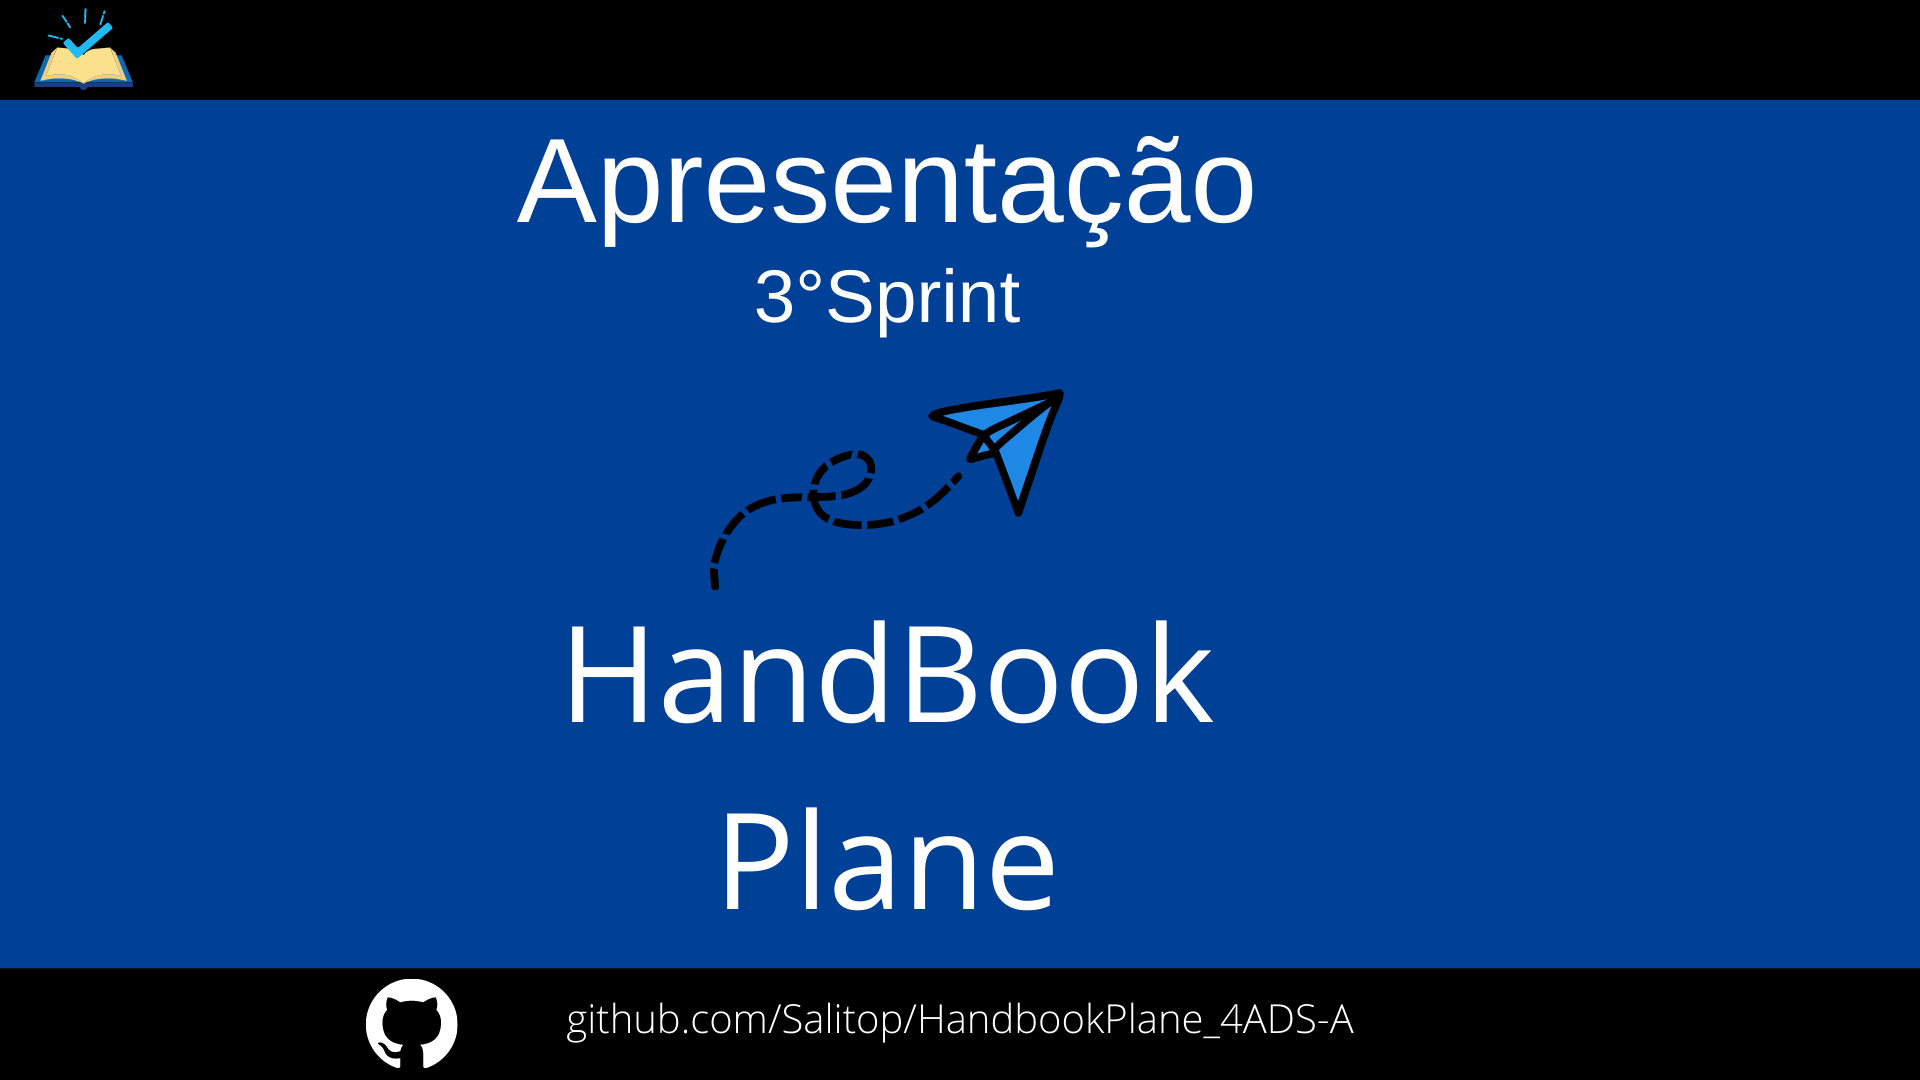 Apresentação
3°Sprint
HandBook
Plane
github.com/Salitop/HandbookPlane_4ADS-A